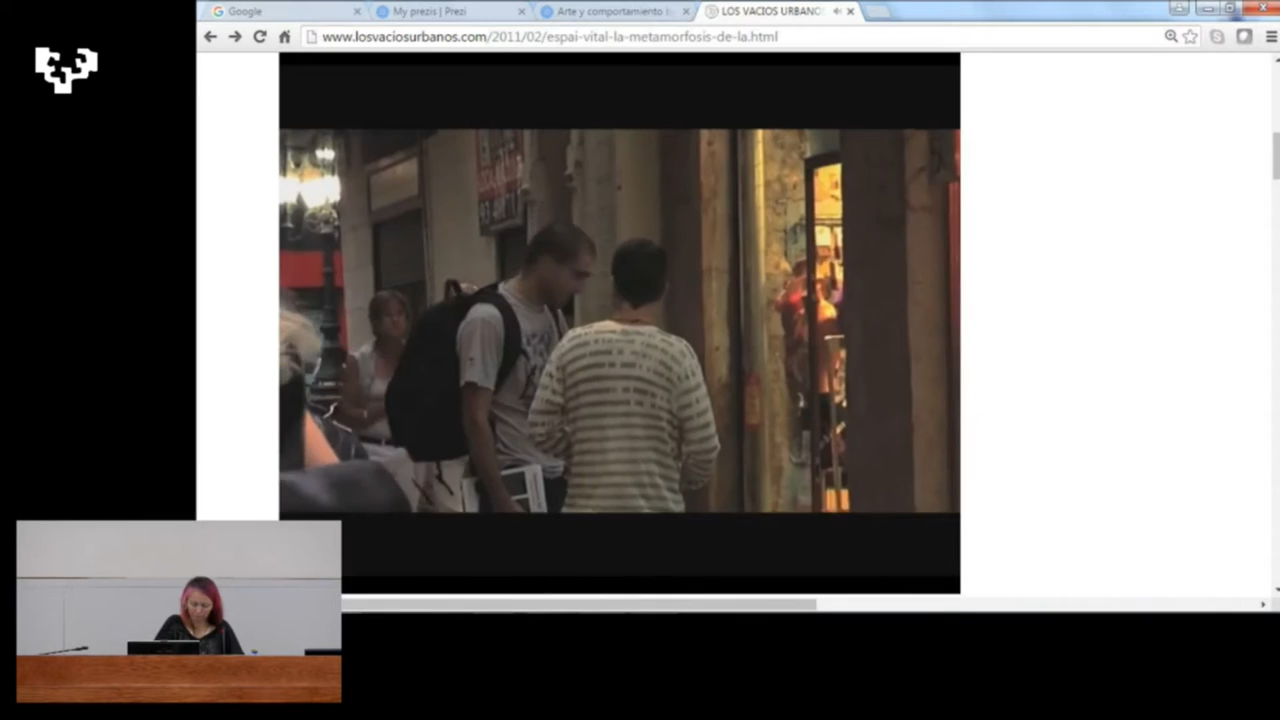 Google
My prezis | Prezi
Arte y comportamiento
LOS VACIOS URBANOS
www.losvaciosurbanos.com/2011/02/espai-vital-la-metamorfosis-de-la.html